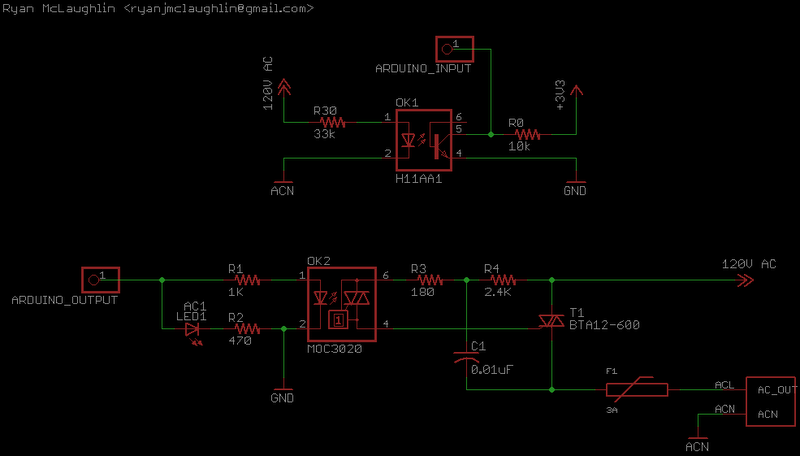 Ryan McLaughlin <ryanjmclaughlin@gmail.com>
1
ARDUINO_INPUT
120V AC
+3V3
OK1
R30
33k
1
2
6
5
4
R0
10k
H11AA1
ACN
GND
120V AC
OK2
1
ARDUINO_OUTPUT
R1
1K
1
6
R3
180
R4
2.4K
AC1
LED1
R2
470
2
1
4
T1
BTA12-600
MOC3020
C1
0.01uF
GND
F1
3A
ACL
AC_OUT
ACN
ACN
ACN